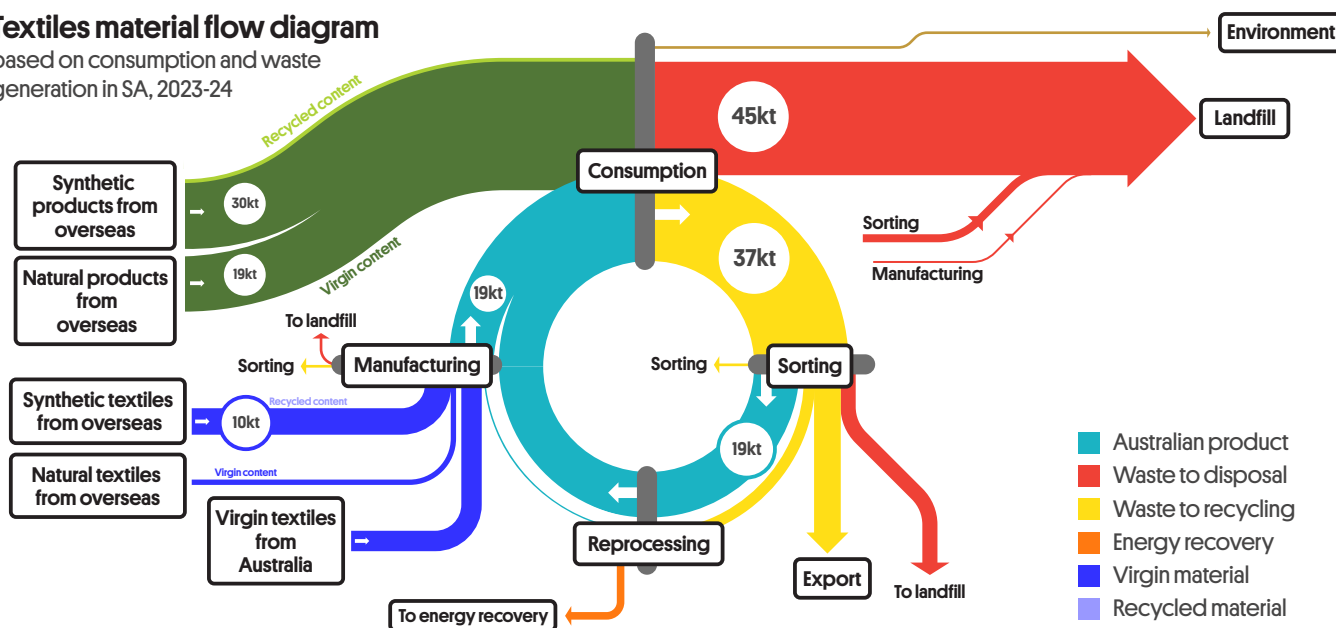 Textiles material flow diagram
based on consumption and waste
generation in SA, 2023-24
Environment
Recycled content
45kt
Landfill
Consumption
Synthetic
products from
overseas
30kt
Sorting
Virgin content
37kt
Natural products
from
overseas
19kt
Manufacturing
19kt
To landfill
Sorting
Manufacturing
Sorting
Sorting
Synthetic textiles
from overseas
10kt
Recycled content
Natural textiles
from overseas
Virgin content
19kt
Virgin textiles
from
Australia
Reprocessing
Export
To landfill
To energy recovery
Australian product
Waste to disposal
Waste to recycling
Energy recovery
Virgin material
Recycled material